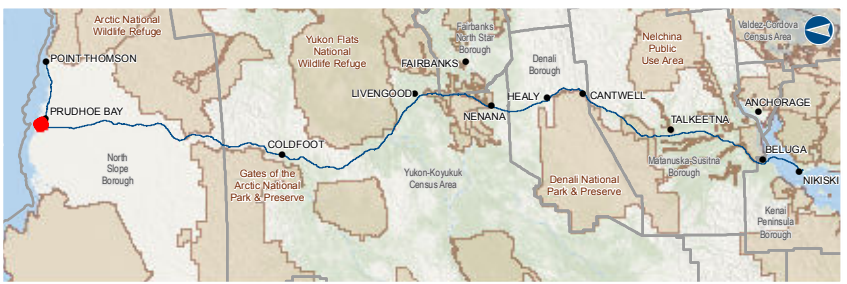 Arctic National
Wildlife Refuge
POINT THOMSON
PRUDHOE BAY
North
Slope
Borough
COLDFOOT
Gates of the
Arctic National
Park & Preserve
Yukon Flats
National
Wildlife Refuge
LIVENGOOD
Yukon-Koyukuk
Census Area
Fairbanks
North Star
Borough
FAIRBANKS
NENANA
Denali
Borough
HEALY
CANTWELL
Denali National
Park & Preserve
Nelchina
Public
Use Area
TALKEETNA
Matanuska-Susitna
Borough
Valdez-Cordova
Census Area
ANCHORAGE
BELUGA
NIKISKI
Kenai
Peninsula
Borough